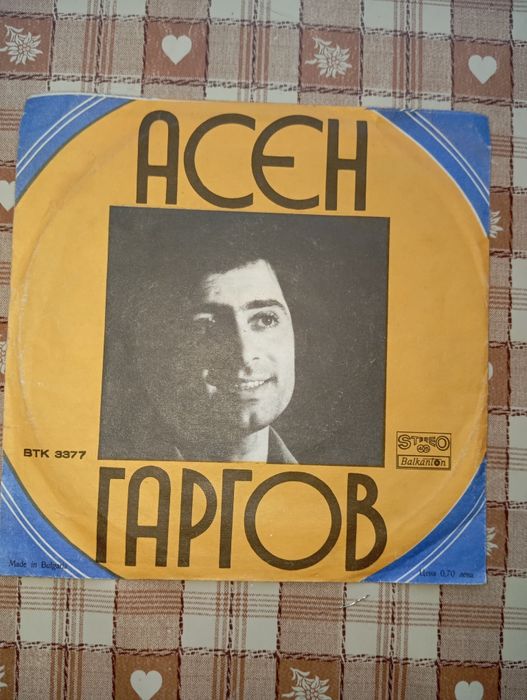 АСЕН
STEREO
Balkanton
ВТК 3377
ГАРГОВ
Made in Bulgaria
Цена 0,70 лева